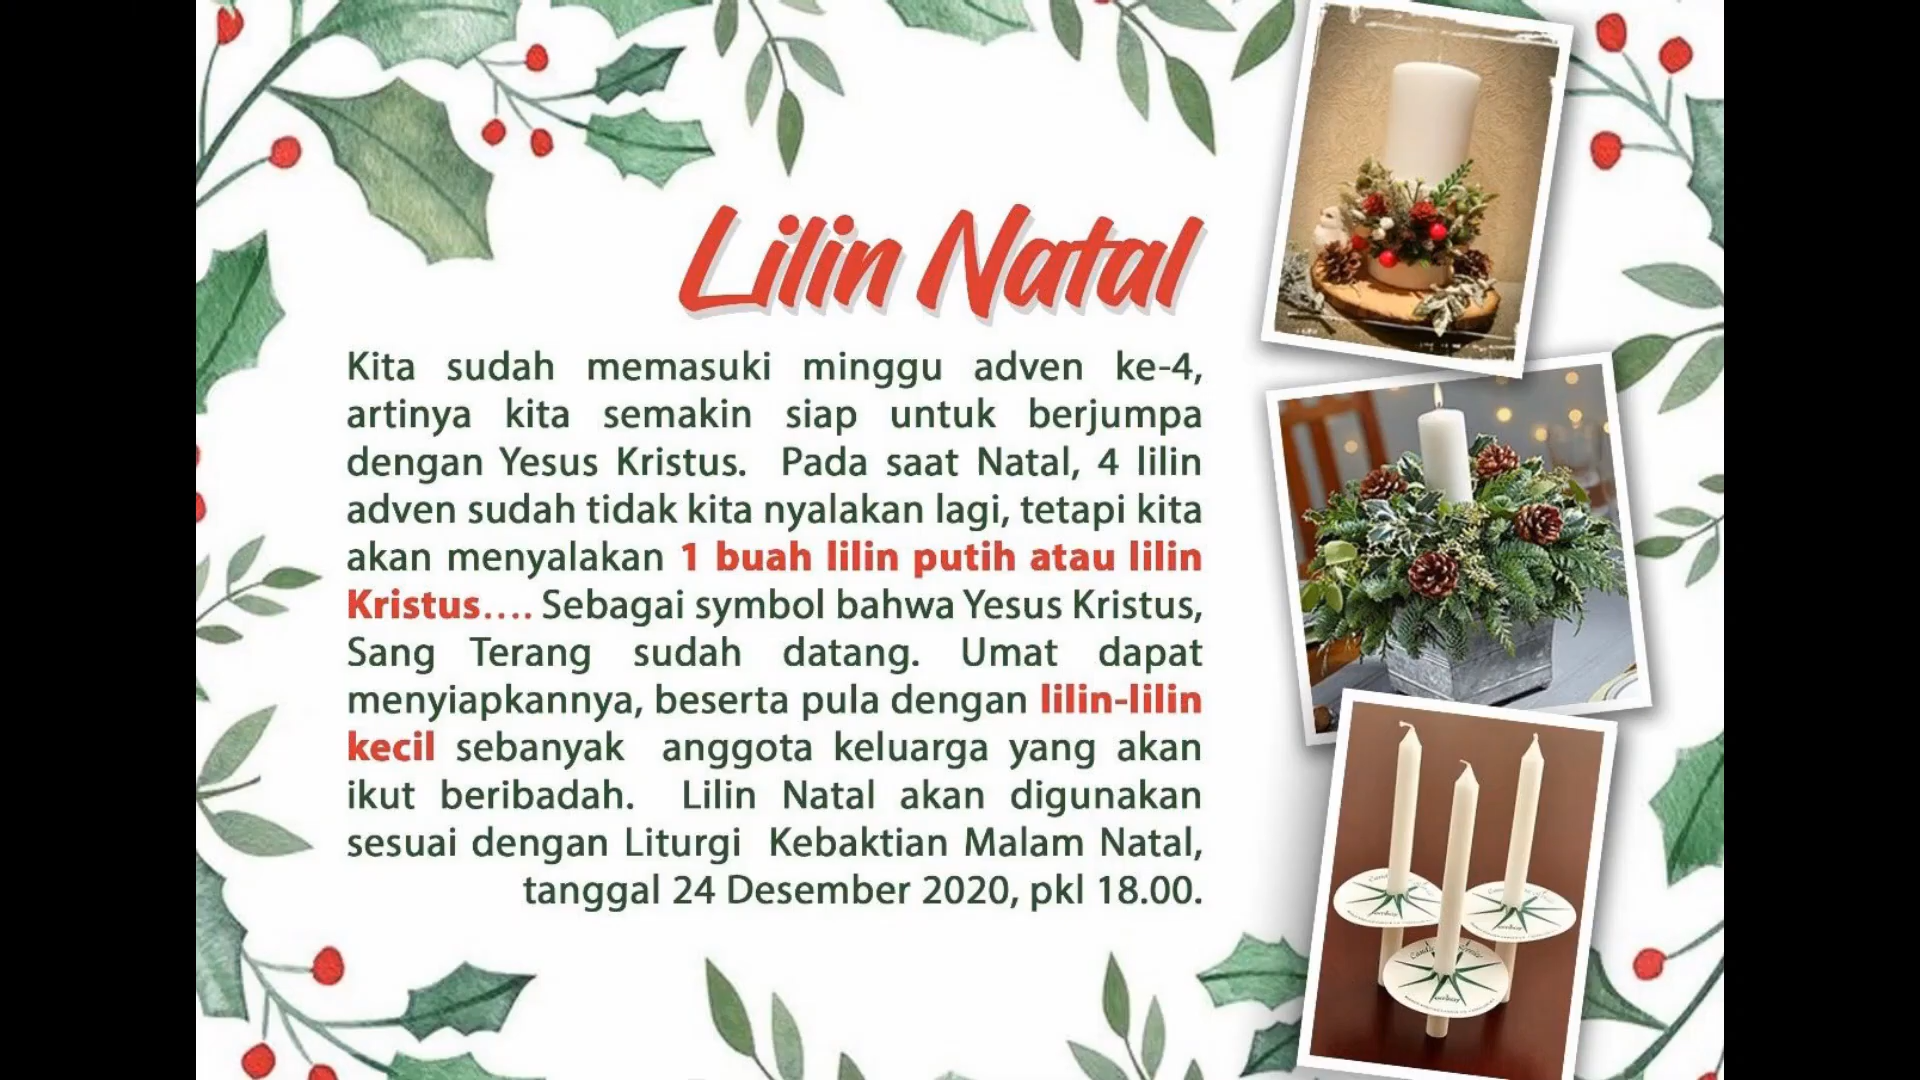 Lilin Natal
Kita sudah memasuki minggu adven ke-4,
artinya kita semakin siap untuk berjumpa
dengan Yesus Kristus. Pada saat Natal, 4 lilin
adven sudah tidak kita nyalakan lagi, tetapi kita
akan menyalakan 1 buah lilin putih atau lilin
Kristus.... Sebagai symbol bahwa Yesus Kristus,
Sang Terang sudah datang. Umat dapat
menyiapkannya, beserta pula dengan lilin-lilin
kecil sebanyak anggota keluarga yang akan
ikut beribadah. Lilin Natal akan digunakan
sesuai dengan Liturgi Kebaktian Malam Natal,
tanggal 24 Desember 2020, pkl 18.00.